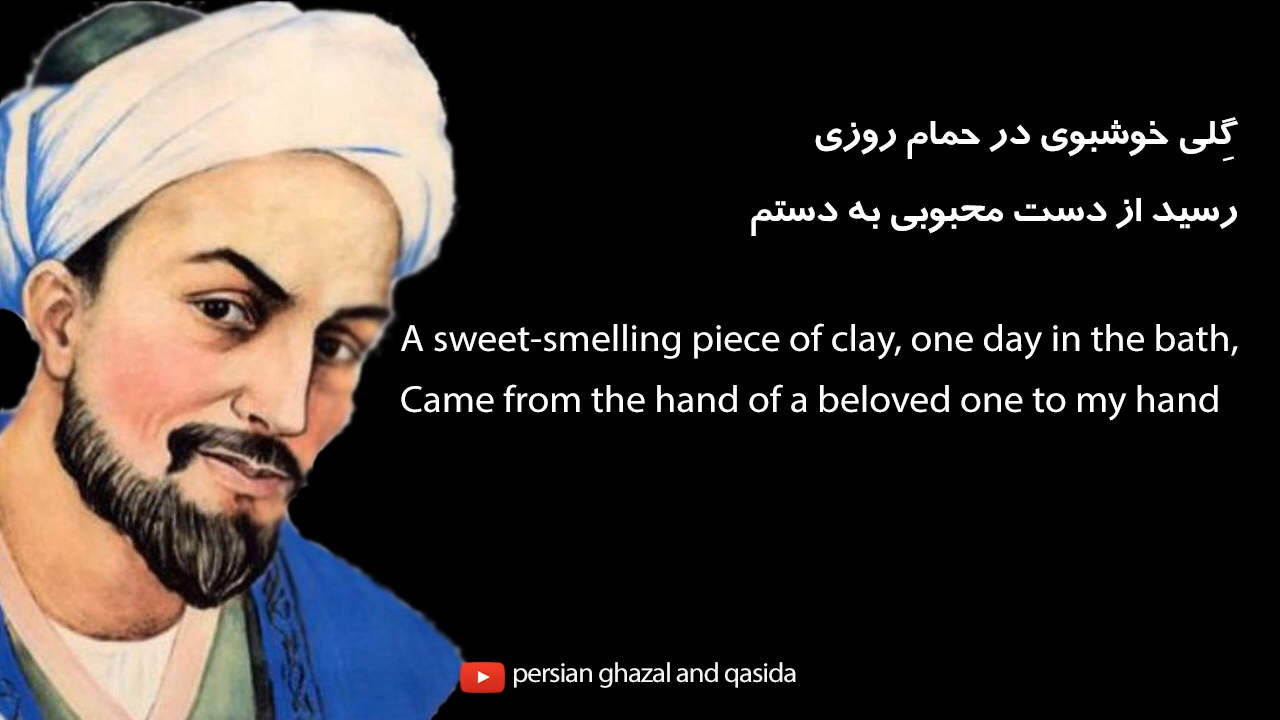 گِلی خوشبوی در حمام روزی
رسید از دست محبوبی به دستم
A sweet-smelling piece of clay, one day in the bath,
Came from the hand of a beloved one to my hand
persian ghazal and qasida